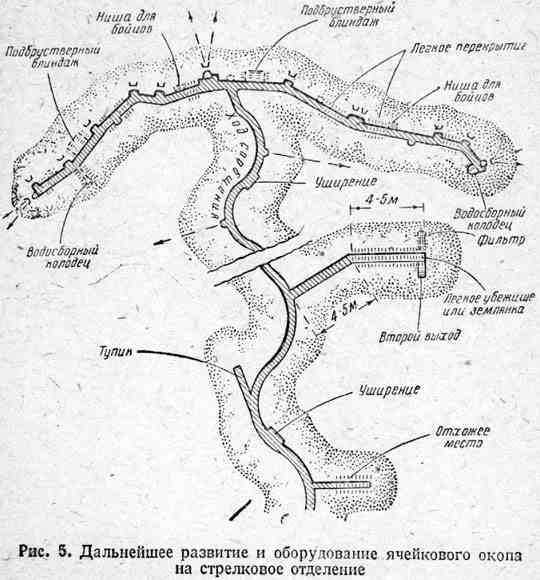 Ниша для
бойцов
Подбрустверный
блиндаж
Подбрустверный
блиндаж
Легкое перекрытие
Ниша для
бойцов
Ход сообщения
Уширение
Водосборный
колодец
Водосборный
колодец
4-5м
Фильтр
Легкое убежище
или землянка
4-5м
Второй выход
Тупик
Уширение
Отхожее
место
Рис. 5. Дальнейшее развитие и оборудование ячейкового окопа
на стрелковое отделение